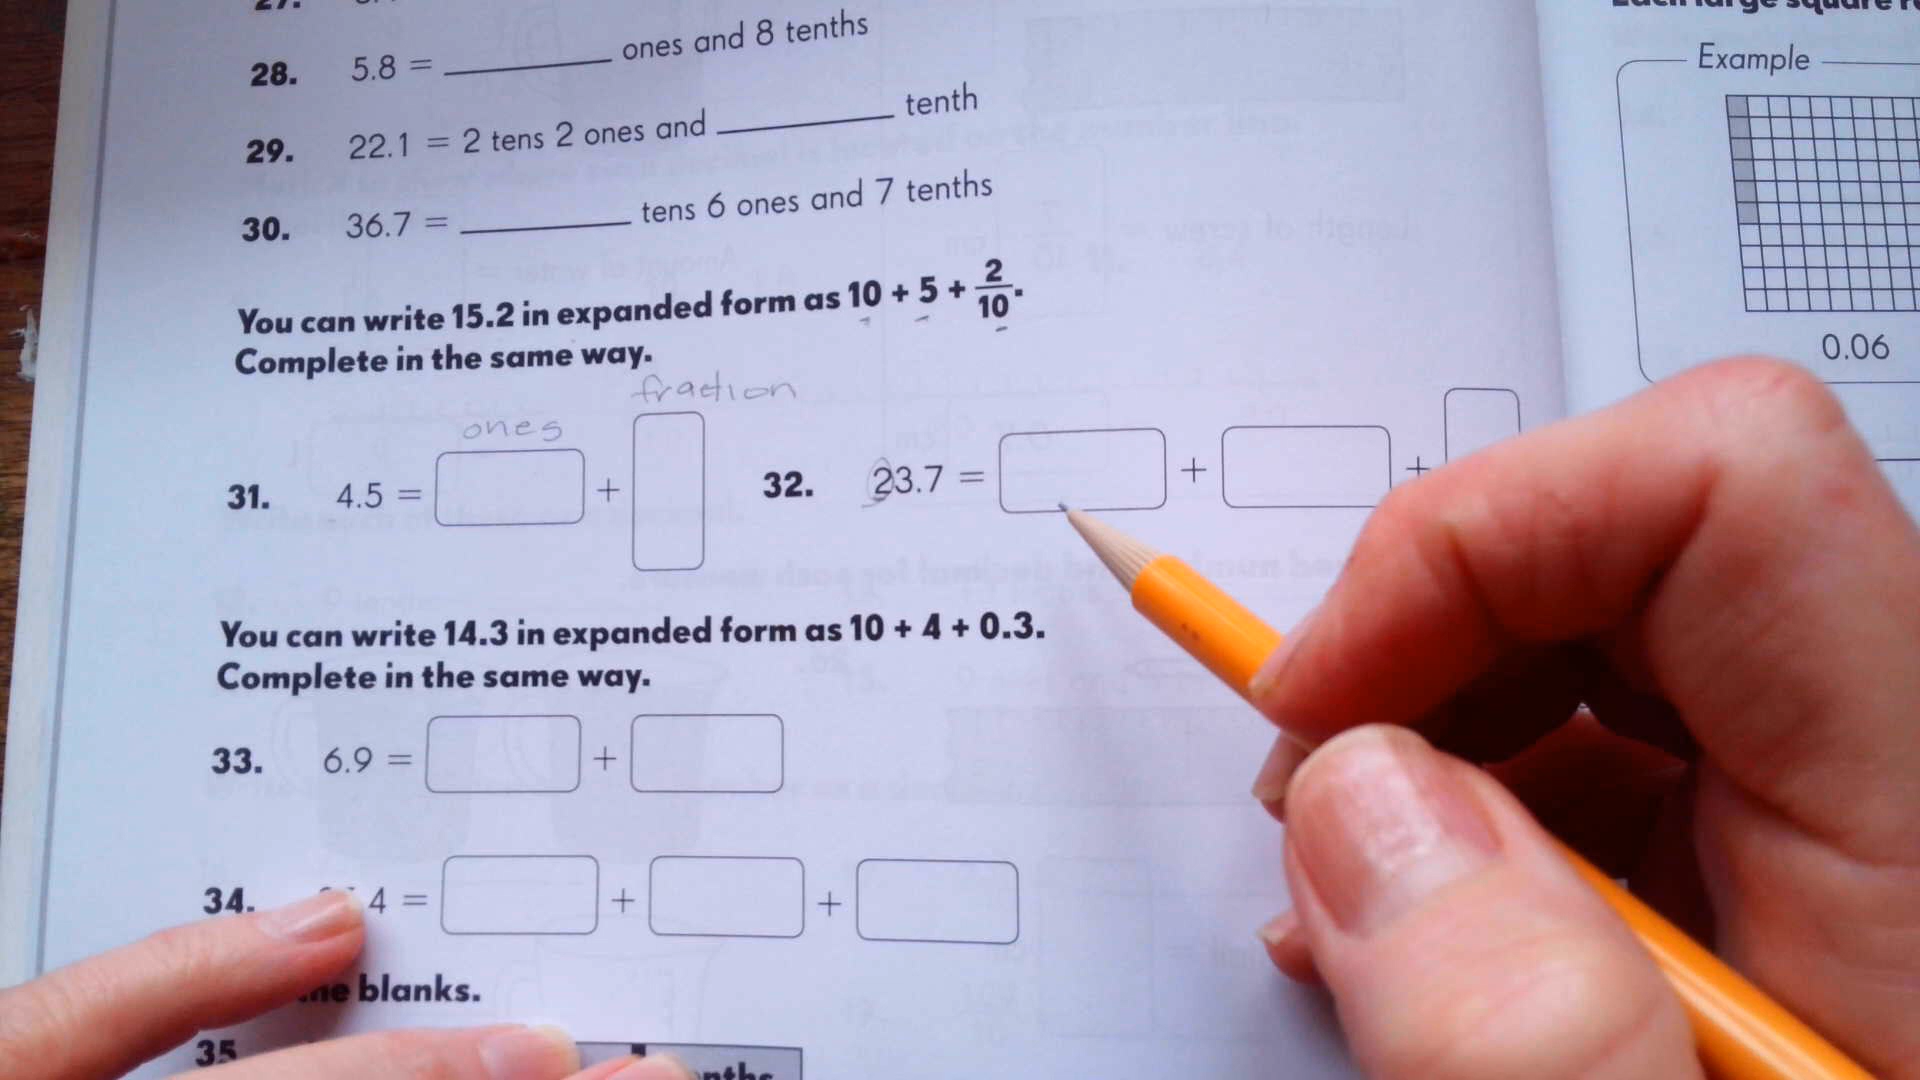 28. 5.8 = ______ ones and 8 tenths
29. 22.1 = 2 tens 2 ones and ______ tenth
30. 36.7 = ______ tens 6 ones and 7 tenths
You can write 15.2 in expanded form as 10 + 5 + 2/10.
Complete in the same way.
ones fraction
31. 4.5 = +
32. 23.7 = + +
You can write 14.3 in expanded form as 10 + 4 + 0.3.
Complete in the same way.
33. 6.9 = +
34. 4 = + +
blanks.
35
Example
0.06